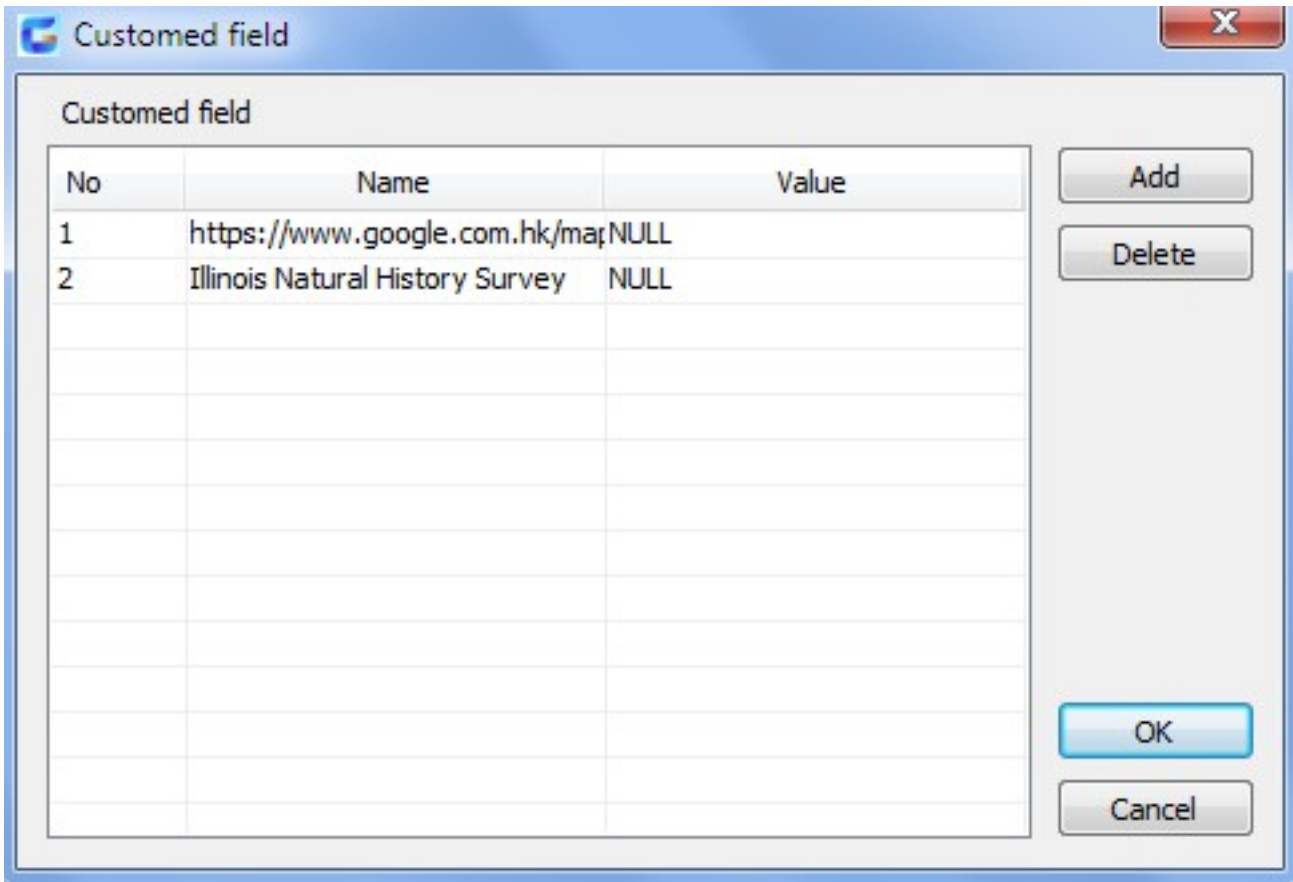 Customed field
Customed field
No Name Value
1 https://www.google.com.hk/map NULL
2 Illinois Natural History Survey NULL
Add
Delete
OK
Cancel